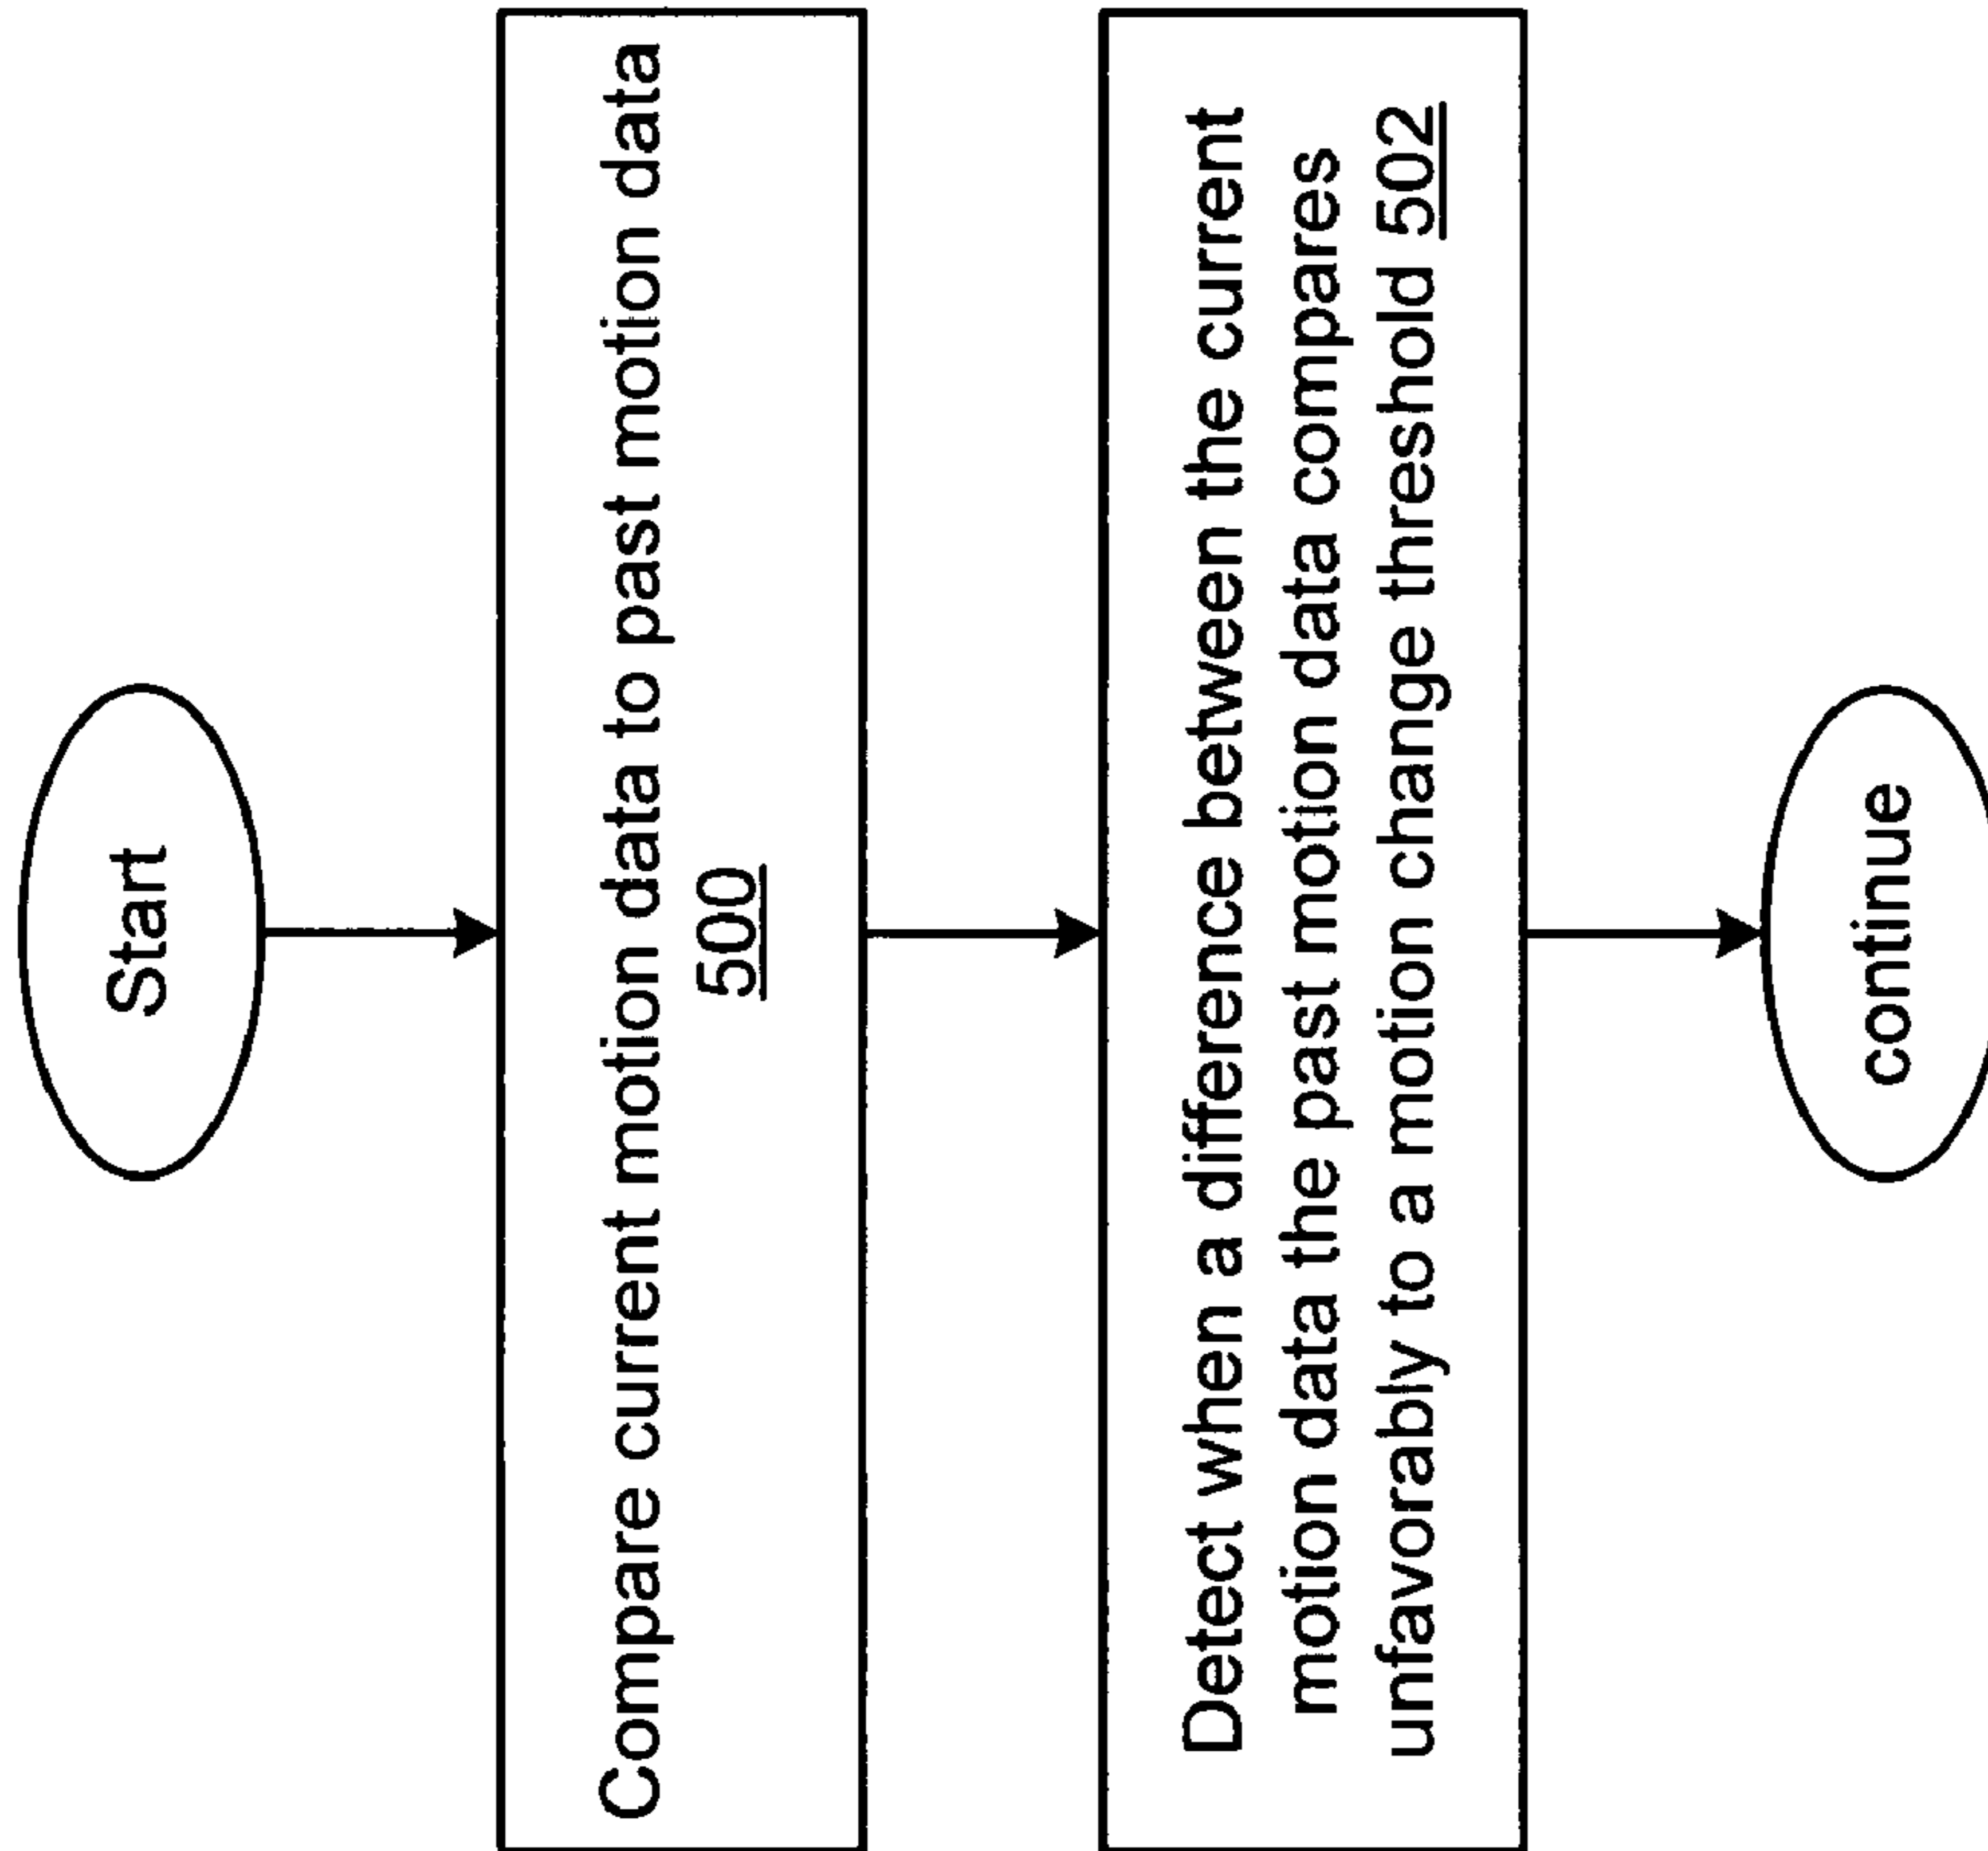 Start
Compare current motion data to past motion data
500
Detect when a difference between the current
motion data the past motion data compares
unfavorably to a motion change threshold 502
continue